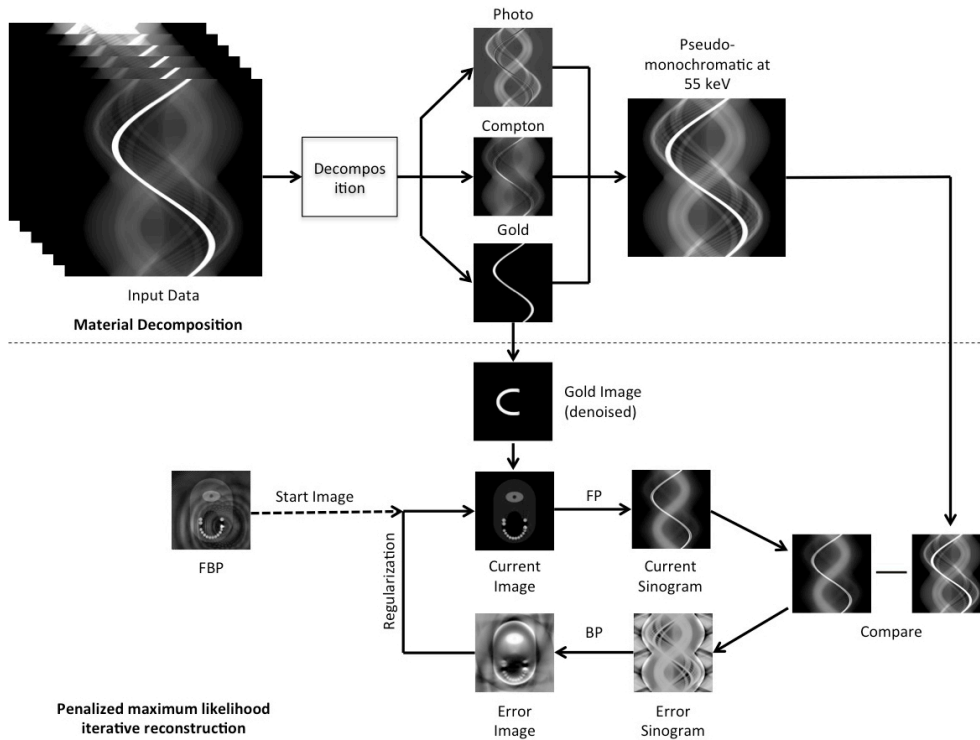 Photo
Pseudo-
monochromatic at
55 keV
Compton
Decompos
ition
Gold
Input Data
Material Decomposition
Gold Image
(denoised)
Start Image
FP
FBP
Regularization
Current
Image
Current
Sinogram
BP
Compare
Error
Image
Error
Sinogram
Penalized maximum likelihood
iterative reconstruction